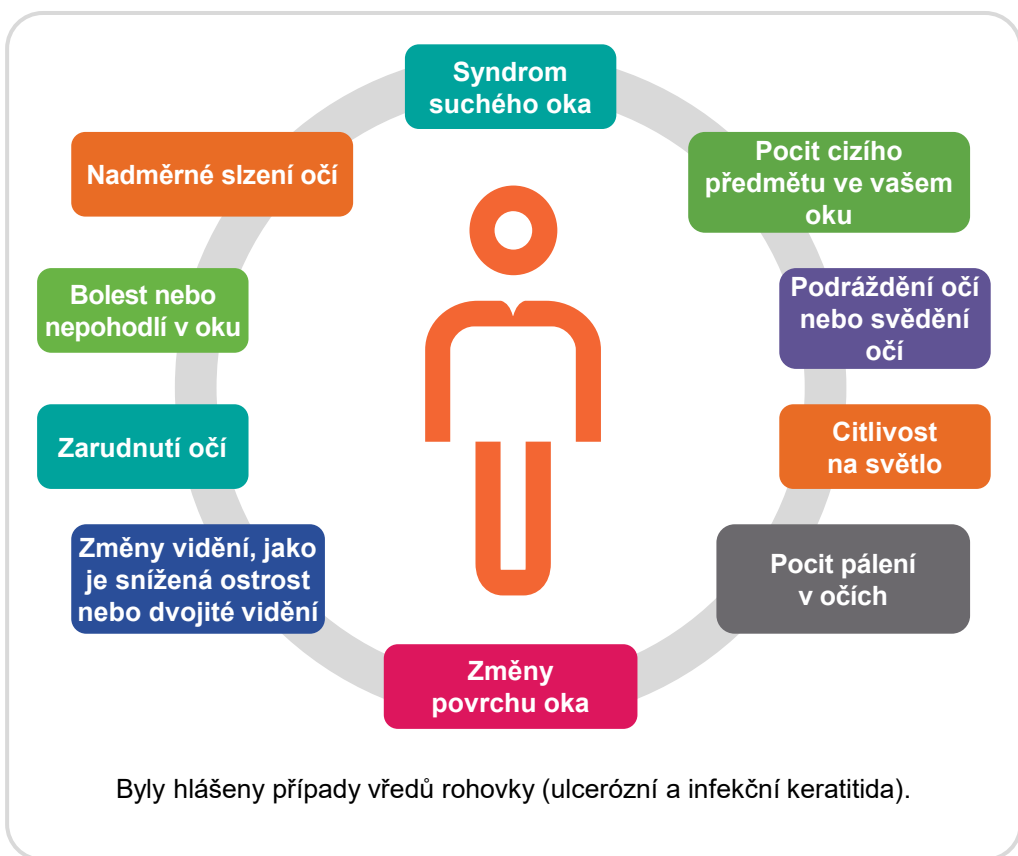 Syndrom
suchého oka
Nadměrné slzení očí
Pocit cizího
předmětu ve vašem
oku
Bolest nebo
nepohodlí v oku
Podráždění očí
nebo svědění
očí
Zarudnutí očí
Citlivost
na světlo
Změny vidění, jako
je snížená ostrost
nebo dvojité vidění
Pocit pálení
v očích
Změny
povrchu oka
Byly hlášeny případy vředů rohovky (ulcerózní a infekční keratitida).